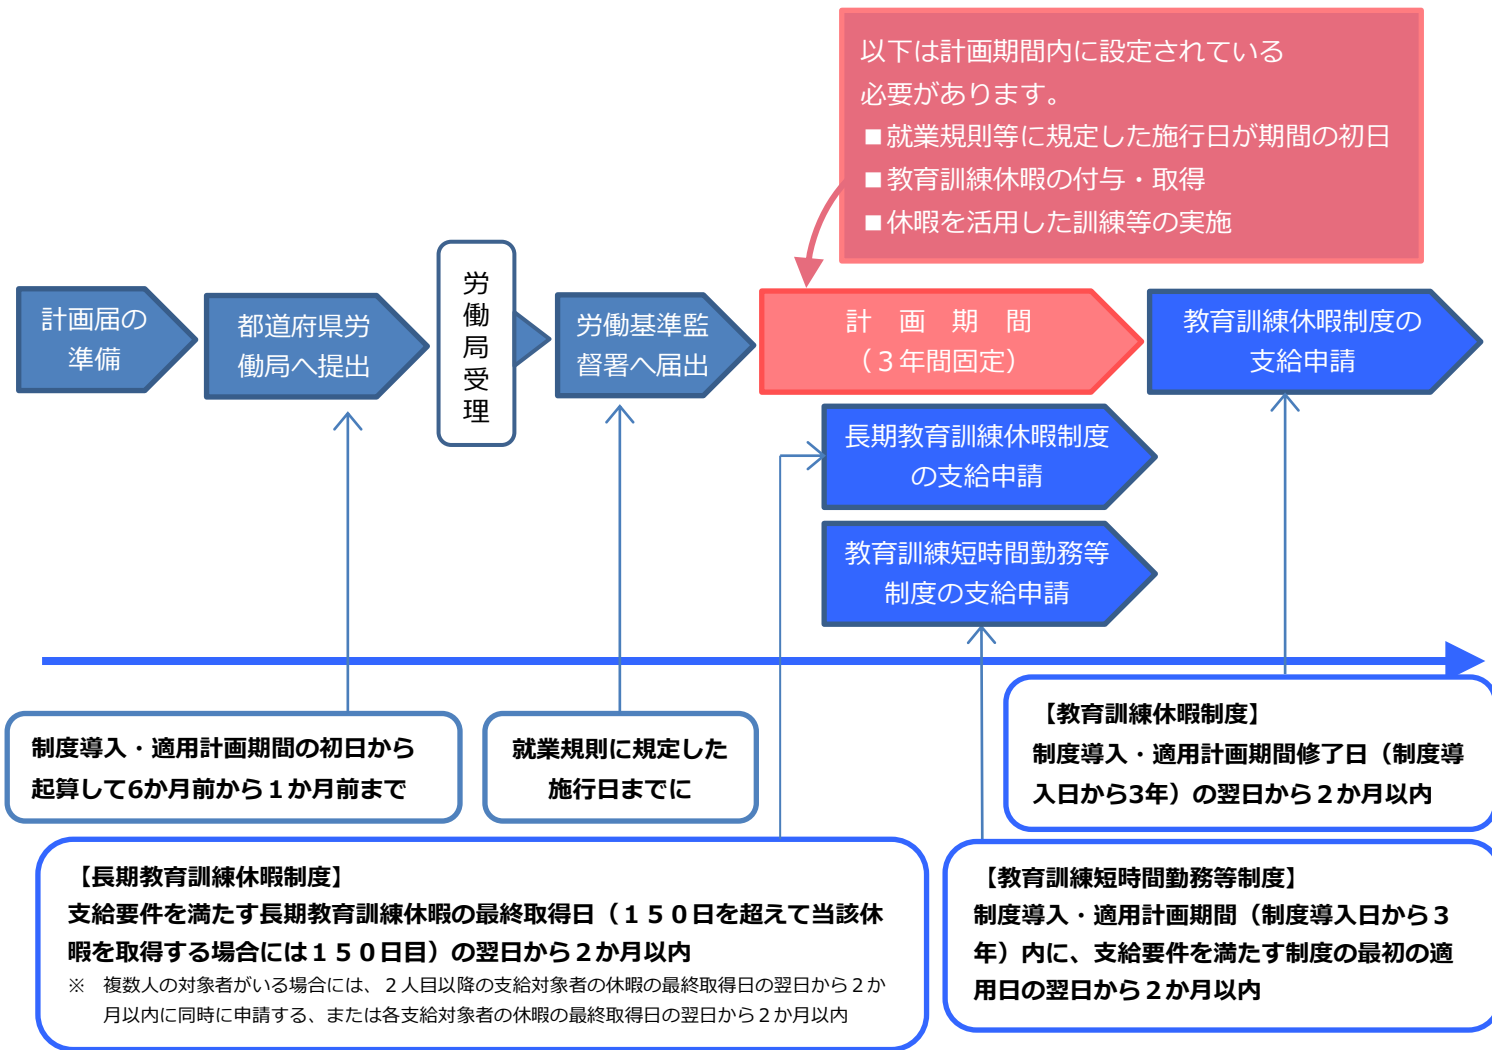 以下は計画期間内に設定されている
必要があります。
■就業規則等に規定した施行日が期間の初日
■教育訓練休暇の付与・取得
■休暇を活用した訓練等の実施
計画届の
準備
都道府県労
働局へ提出
労働局受理
労働基準監
督署へ届出
計画期間
（３年間固定）
教育訓練休暇制度の
支給申請
長期教育訓練休暇制度
の支給申請
教育訓練短時間勤務等
制度の支給申請
制度導入・適用計画期間の初日から
起算して6か月前から１か月前まで
就業規則に規定した
施行日までに
【教育訓練休暇制度】
制度導入・適用計画期間修了日（制度導
入日から3年）の翌日から２か月以内
【長期教育訓練休暇制度】
支給要件を満たす長期教育訓練休暇の最終取得日（１５０日を超えて当該休
暇を取得する場合には１５０日目）の翌日から２か月以内
※　複数人の対象者がいる場合には、２人目以降の支給対象者の休暇の最終取得日の翌日から２か
月以内に同時に申請する、または各支給対象者の休暇の最終取得日の翌日から２か月以内
【教育訓練短時間勤務等制度】
制度導入・適用計画期間（制度導入日から３
年）内に、支給要件を満たす制度の最初の適
用日の翌日から２か月以内